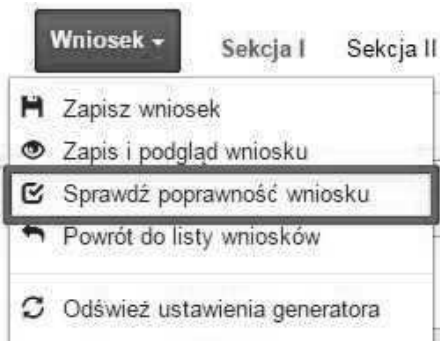 Wniosek Sekcja I Sekcja II
Zapisz wniosek
Zapis i podgląd wniosku
Sprawdź poprawność wniosku
Powrót do listy wniosków
Odśwież ustawienia generatora